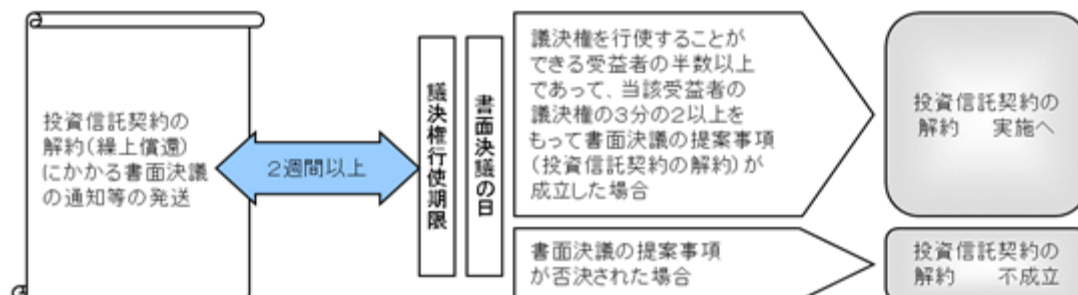 投資信託契約の
解約（繰上償還）
にかかる書面決議
の通知等の発送
2週間以上
議決権行使期限
書面決議の日
議決権を行使することが
できる受益者の半数以上
であって、当該受益者の
議決権の3分の2以上を
もって書面決議の提案事項
（投資信託契約の解約）が
成立した場合
投資信託契約の
解約　実施へ
書面決議の提案事項
が否決された場合
投資信託契約の
解約　不成立